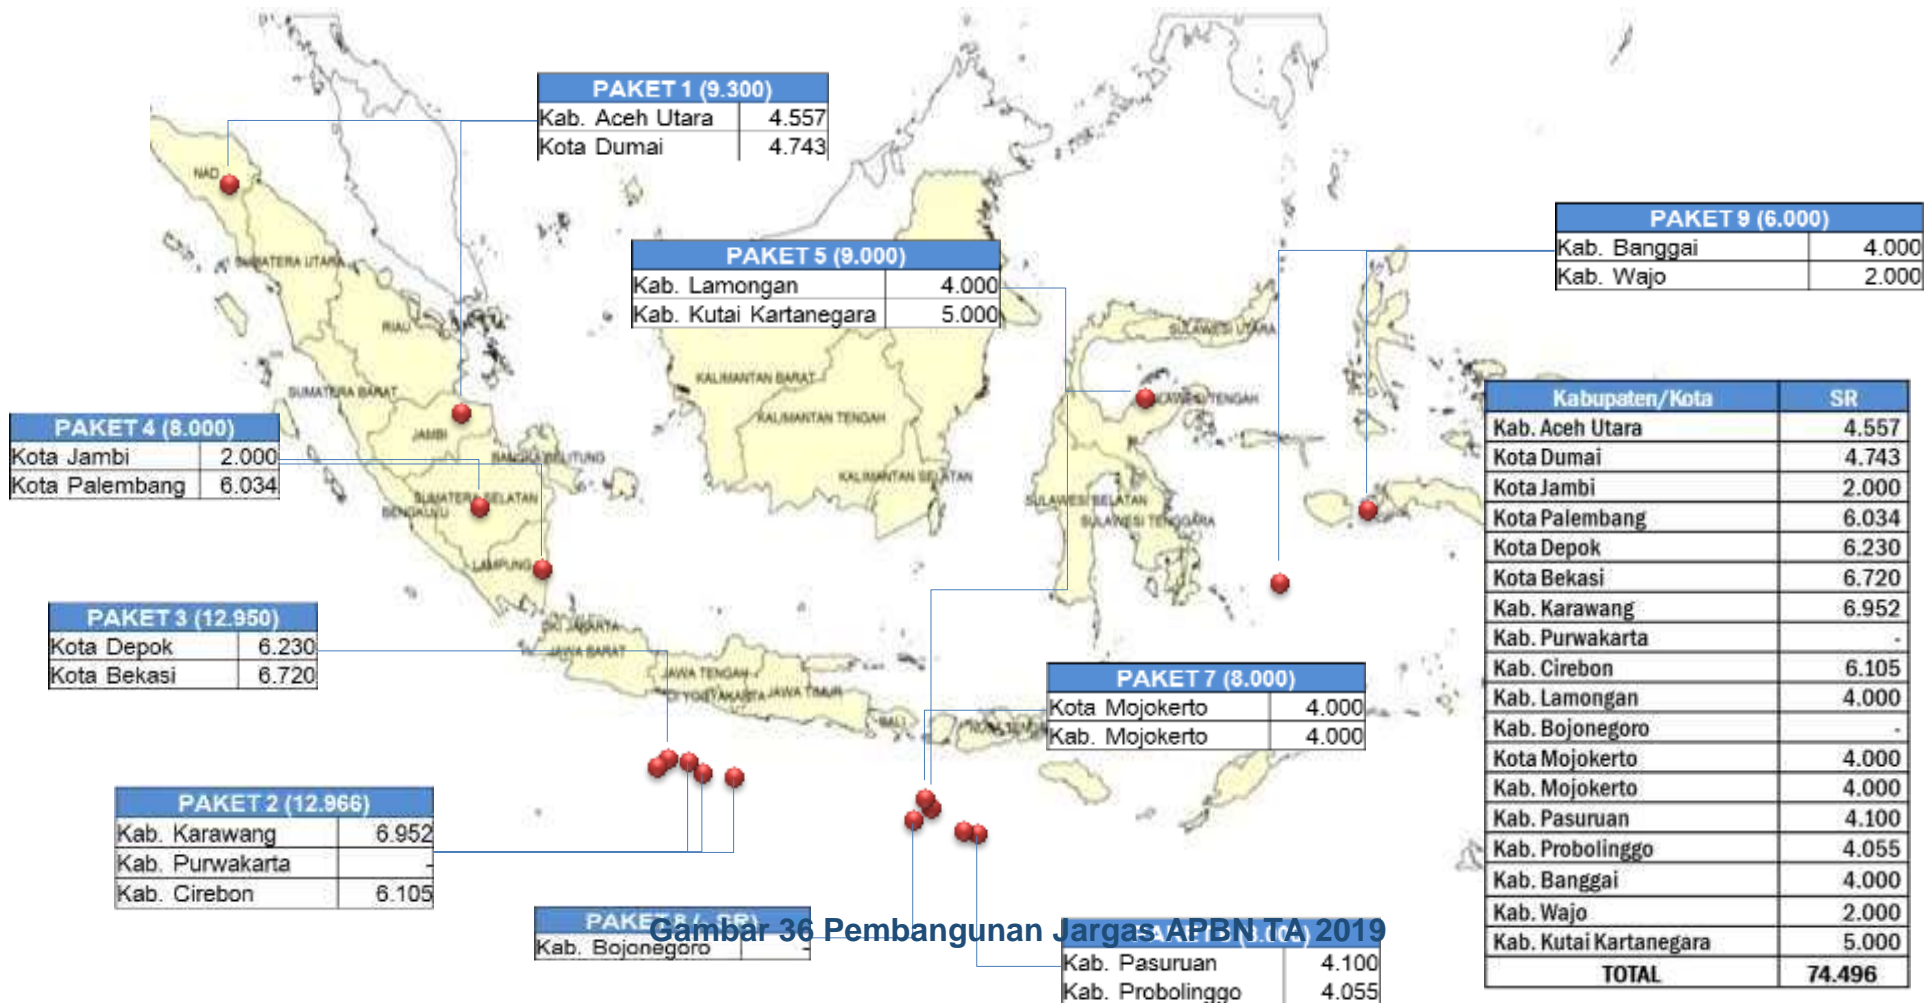 PAKET 1 (9.300)
Kab. Aceh Utara 4.557
Kota Dumai 4.743
NAD
SUMATERA UTARA
RIAU
SUMATERA BARAT
JAMBI
BANGKA BELITUNG
SUMATERA SELATAN
BENGKULU
LAMPUNG
PAKET 5 (9.000)
Kab. Lamongan 4.000
Kab. Kutai Kartanegara 5.000
PAKET 9 (6.000)
Kab. Banggai 4.000
Kab. Wajo 2.000
KALIMANTAN BARAT
KALIMANTAN TENGAH
KALIMANTAN SELATAN
SULAWESI UTARA
SULAWESI TENGAH
SULAWESI SELATAN
SULAWESI TENGGARA
PAKET 4 (8.000)
Kota Jambi 2.000
Kota Palembang 6.034
PAKET 3 (12.950)
Kota Depok 6.230
Kota Bekasi 6.720
DKI JAKARTA
JAWA BARAT
JAWA TENGAH
DI YOGYAKARTA
JAWA TIMUR
BALI
PAKET 7 (8.000)
Kota Mojokerto 4.000
Kab. Mojokerto 4.000
PAKET 2 (12.966)
Kab. Karawang 6.952
Kab. Purwakarta -
Kab. Cirebon 6.105
PAKET 8 (- SR)
Kab. Bojonegoro -
Gambar 36 Pembangunan Jargas APBN TA 2019
Kab. Pasuruan 4.100
Kab. Probolinggo 4.055
Kabupaten/Kota SR
Kab. Aceh Utara 4.557
Kota Dumai 4.743
Kota Jambi 2.000
Kota Palembang 6.034
Kota Depok 6.230
Kota Bekasi 6.720
Kab. Karawang 6.952
Kab. Purwakarta -
Kab. Cirebon 6.105
Kab. Lamongan 4.000
Kab. Bojonegoro -
Kota Mojokerto 4.000
Kab. Mojokerto 4.000
Kab. Pasuruan 4.100
Kab. Probolinggo 4.055
Kab. Banggai 4.000
Kab. Wajo 2.000
Kab. Kutai Kartanegara 5.000
TOTAL 74.496